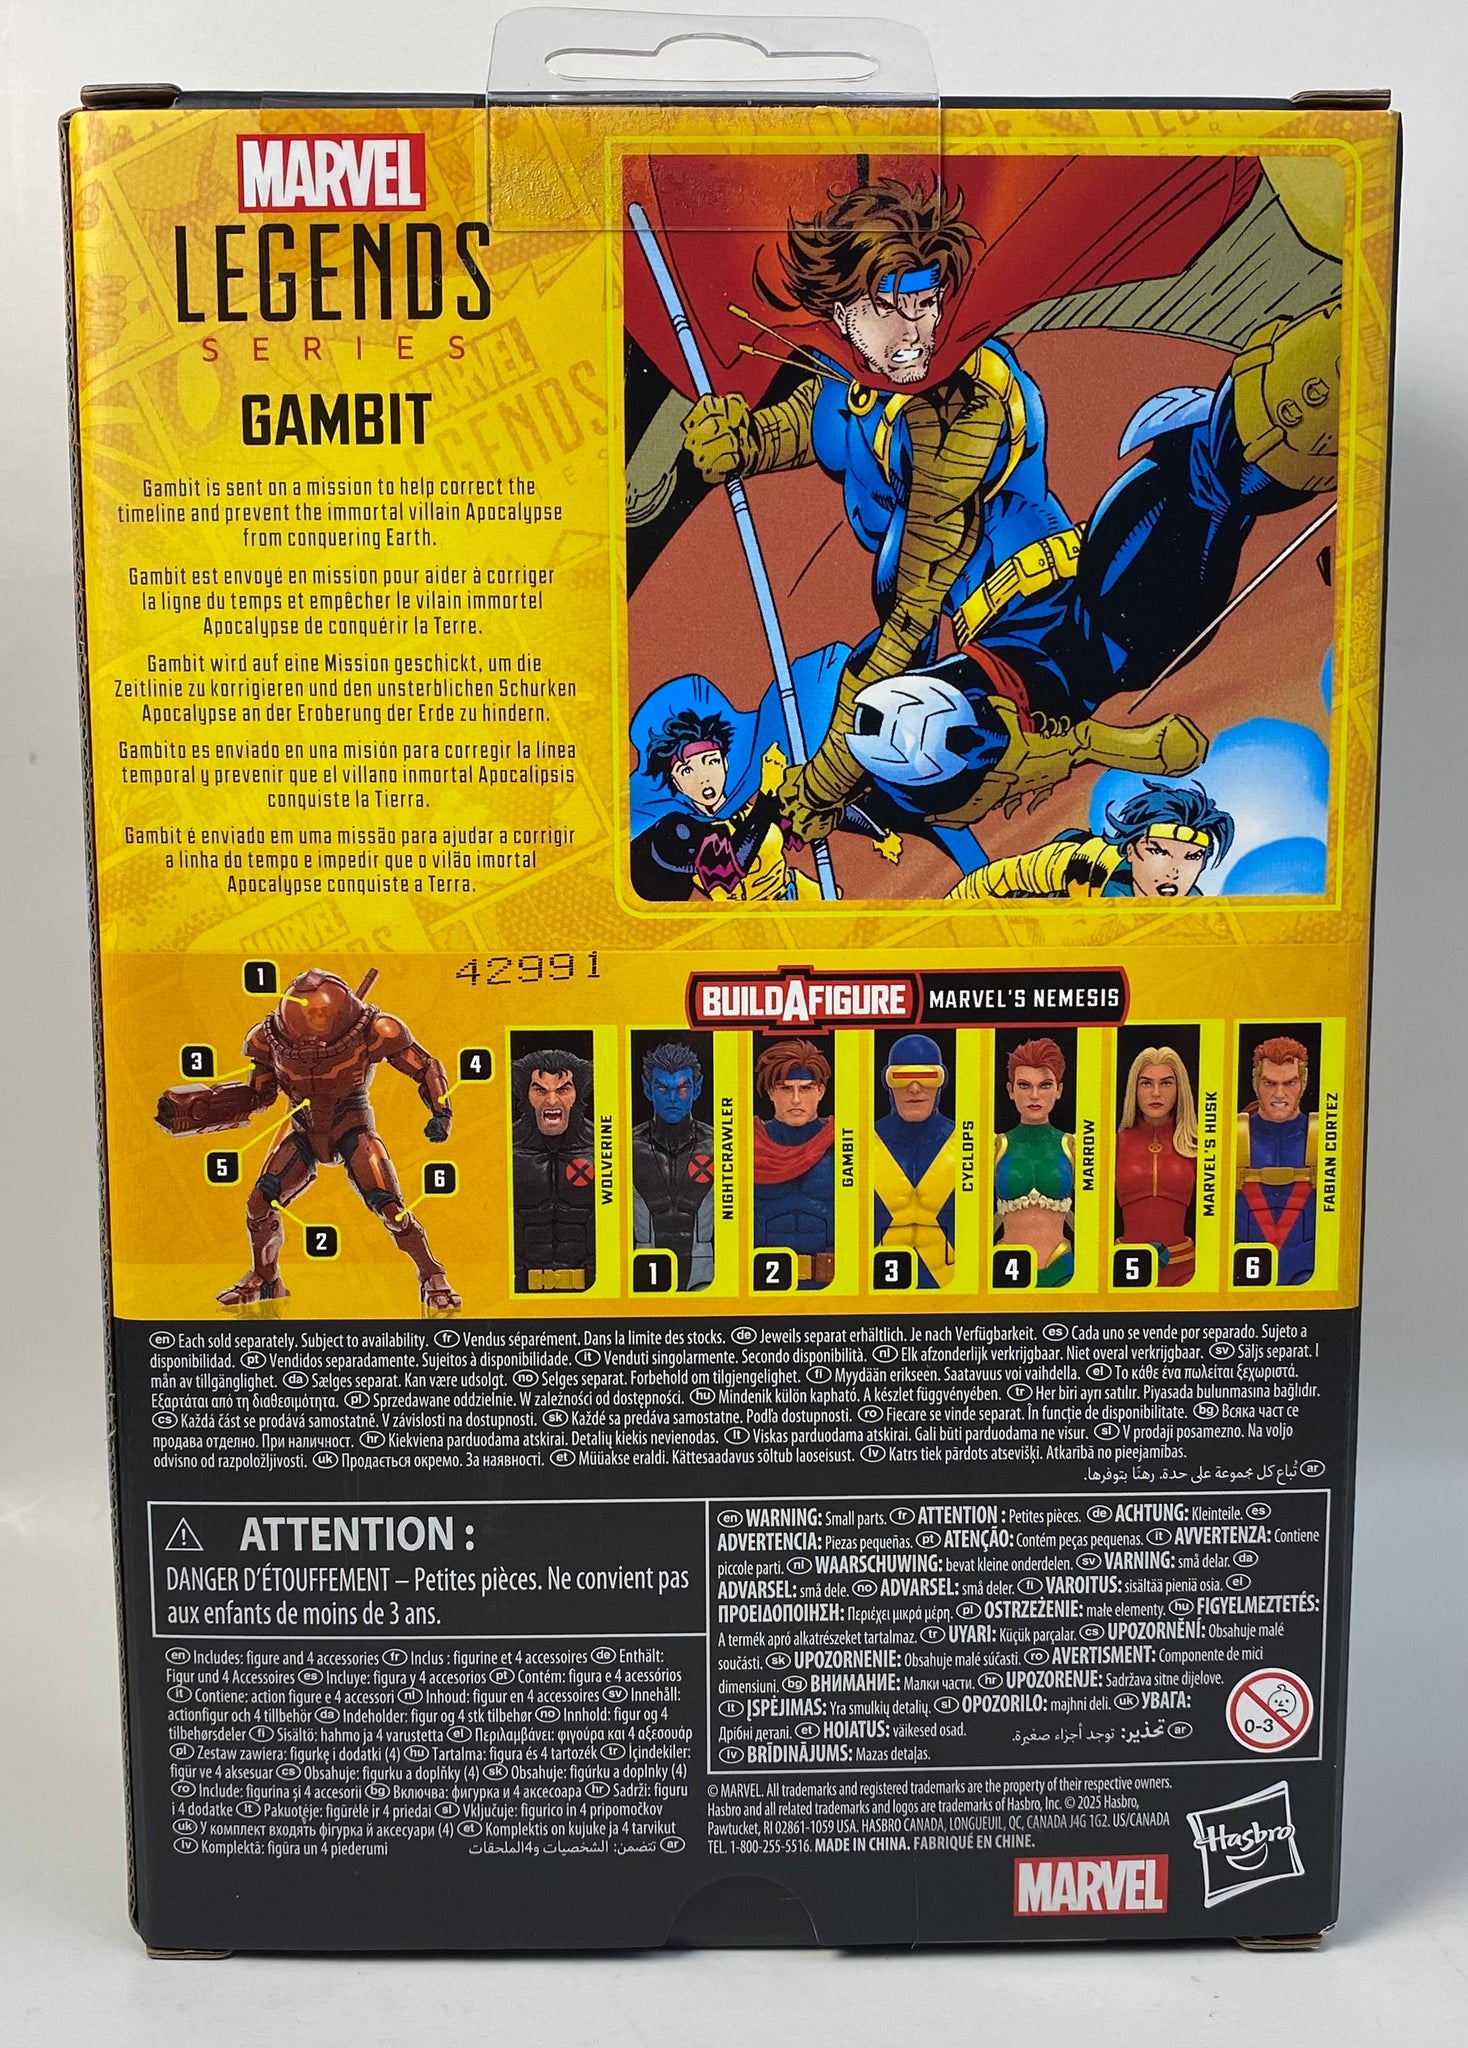 MARVEL
LEGENDS
SERIES
GAMBIT
Gambit is sent on a mission to help correct the
timeline and prevent the immortal villain Apocalypse
from conquering Earth.
Gambit est envoyé en mission pour aider à corriger
la ligne du temps et empêcher le vilain immortel
Apocalypse de conquérir la Terre.
Gambit wird auf eine Mission geschickt, um die
Zeitlinie zu korrigieren und den unsterblichen Schurken
Apocalypse an der Eroberung der Erde zu hindern.
Gambito es enviado en una misión para corregir la línea
temporal y prevenir que el villano inmortal Apocalipsis
conquiste la Tierra.
Gambit é enviado em uma missão para ajudar a corrigir
a linha do tempo e impedir que o vilão imortal
Apocalypse conquiste a Terra.
42991
1
3
4
5
6
2
BUILDAFIGURE MARVEL'S NEMESIS
WOLVERINE
1 NIGHTCRAWLER
2 GAMBIT
3 CYCLOPS
4 MARROW
5 MARVEL'S HUSK
6 FABIAN CORTEZ
en Each sold separately. Subject to availability. fr Vendus séparément. Dans la limite des stocks. de Jeweils separat erhältlich. Je nach Verfügbarkeit. es Cada uno se vende por separado. Sujeto a
disponibilidad. pt Vendidos separadamente. Sujeitos à disponibilidade. it Venduti singolarmente. Secondo disponibilità. nl Elk afzonderlijk verkrijgbaar. Niet overal verkrijgbaar. sv Säljs separat. I
mån av tillgänglighet. da Sælges separat. Kan være udsolgt. no Selges separat. Forbehold om tilgjengelighet. fi Myydään erikseen. Saatavuus voi vaihdella. el Το κάθε ένα πωλείται ξεχωριστά.
Εξαρτάται από τη διαθεσιμότητα. pl Sprzedawane oddzielnie. W zależności od dostępności. hu Mindenik külön kapható. A készlet függvényében. tr Her biri ayrı satılır. Piyasada bulunmasına bağlıdır.
cs Každá část se prodává samostatně. V závislosti na dostupnosti. sk Každé sa predáva samostatne. Podľa dostupnosti. ro Fiecare se vinde separat. În funcție de disponibilitate. bg Всяка част се
продава отделно. При наличност. hr Kiekviena parduodama atskirai. Detalių kiekis nevienodas. lt Viskas parduodama atskirai. Gali būti parduodama ne visur. sl V prodaji posamezno. Na voljo
odvisno od razpoložljivosti. uk Продається окремо. За наявності. et Müüakse eraldi. Kättesaadavus sõltub laoseisust. lv Katrs tiek pārdots atsevišķi. Atkarībā no pieejamības.
ar تُباع كل مجموعة على حدة. رهنًا بتوفرها.
ATTENTION :
DANGER D'ÉTOUFFEMENT – Petites pièces. Ne convient pas
aux enfants de moins de 3 ans.
en WARNING: Small parts. fr ATTENTION : Petites pièces. de ACHTUNG: Kleinteile. es
ADVERTENCIA: Piezas pequeñas. pt ATENÇÃO: Contém peças pequenas. it AVVERTENZA: Contiene
piccole parti. nl WAARSCHUWING: bevat kleine onderdelen. sv VARNING: små delar. da
ADVARSEL: små dele. no ADVARSEL: små deler. fi VAROITUS: sisältää pieniä osia. el
ΠΡΟΕΙΔΟΠΟΙΗΣΗ: Περιέχει μικρά μέρη. pl OSTRZEŻENIE: małe elementy. hu FIGYELMEZTETÉS:
A termék apró alkatrészeket tartalmaz. tr UYARI: Küçük parçalar. cs UPOZORNĚNÍ: Obsahuje malé
součásti. sk UPOZORNENIE: Obsahuje malé súčasti. ro AVERTISMENT: Componente de mici
dimensiuni. bg ВНИМАНИЕ: Малки части. hr UPOZORENJE: Sadržava sitne dijelove.
lt ĮSPĖJIMAS: Yra smulkių detalių. sl OPOZORILO: majhni deli. uk УВАГА:
Дрібні деталі. et HOIATUS: väikesed osad. ar تحذير: توجد أجزاء صغيرة.
lv BRĪDINĀJUMS: Mazas detaļas.
0-3
en Includes: figure and 4 accessories fr Inclus : figurine et 4 accessoires de Enthält:
Figur und 4 Accessoires es Incluye: figura y 4 accesorios pt Contém: figura e 4 acessórios
it Contiene: action figure e 4 accessori nl Inhoud: figuur en 4 accessoires sv Innehåll:
actionfigur och 4 tillbehör da Indeholder: figur og 4 stk tilbehør no Innhold: figur og 4
tilbehørsdeler fi Sisältö: hahmo ja 4 varustetta el Περιλαμβάνει: φιγούρα και 4 αξεσουάρ
pl Zestaw zawiera: figurkę i dodatki (4) hu Tartalma: figura és 4 tartozék tr İçindekiler:
figür ve 4 aksesuar cs Obsahuje: figurku a doplňky (4) sk Obsahuje: figúrku a doplnky (4)
ro Include: figurina și 4 accesorii bg Включва: фигурка и 4 аксесоара hr Sadrži: figuru
i 4 dodatke lt Pakuotėje: figūrėlė ir 4 priedai sl Vključuje: figurico in 4 pripomočkov
uk У комплект входять фігурка й аксесуари (4) et Komplektis on kujuke ja 4 tarvikut
lv Komplektā: figūra un 4 piederumi ar تتضمن: الشخصيات و4الملحقات
© MARVEL. All trademarks and registered trademarks are the property of their respective owners.
Hasbro and all related trademarks and logos are trademarks of Hasbro, Inc. © 2025 Hasbro,
Pawtucket, RI 02861-1059 USA. HASBRO CANADA, LONGUEUIL, QC, CANADA J4G 1G2. US/CANADA
TEL. 1-800-255-5516. MADE IN CHINA. FABRIQUÉ EN CHINE.
MARVEL
Hasbro